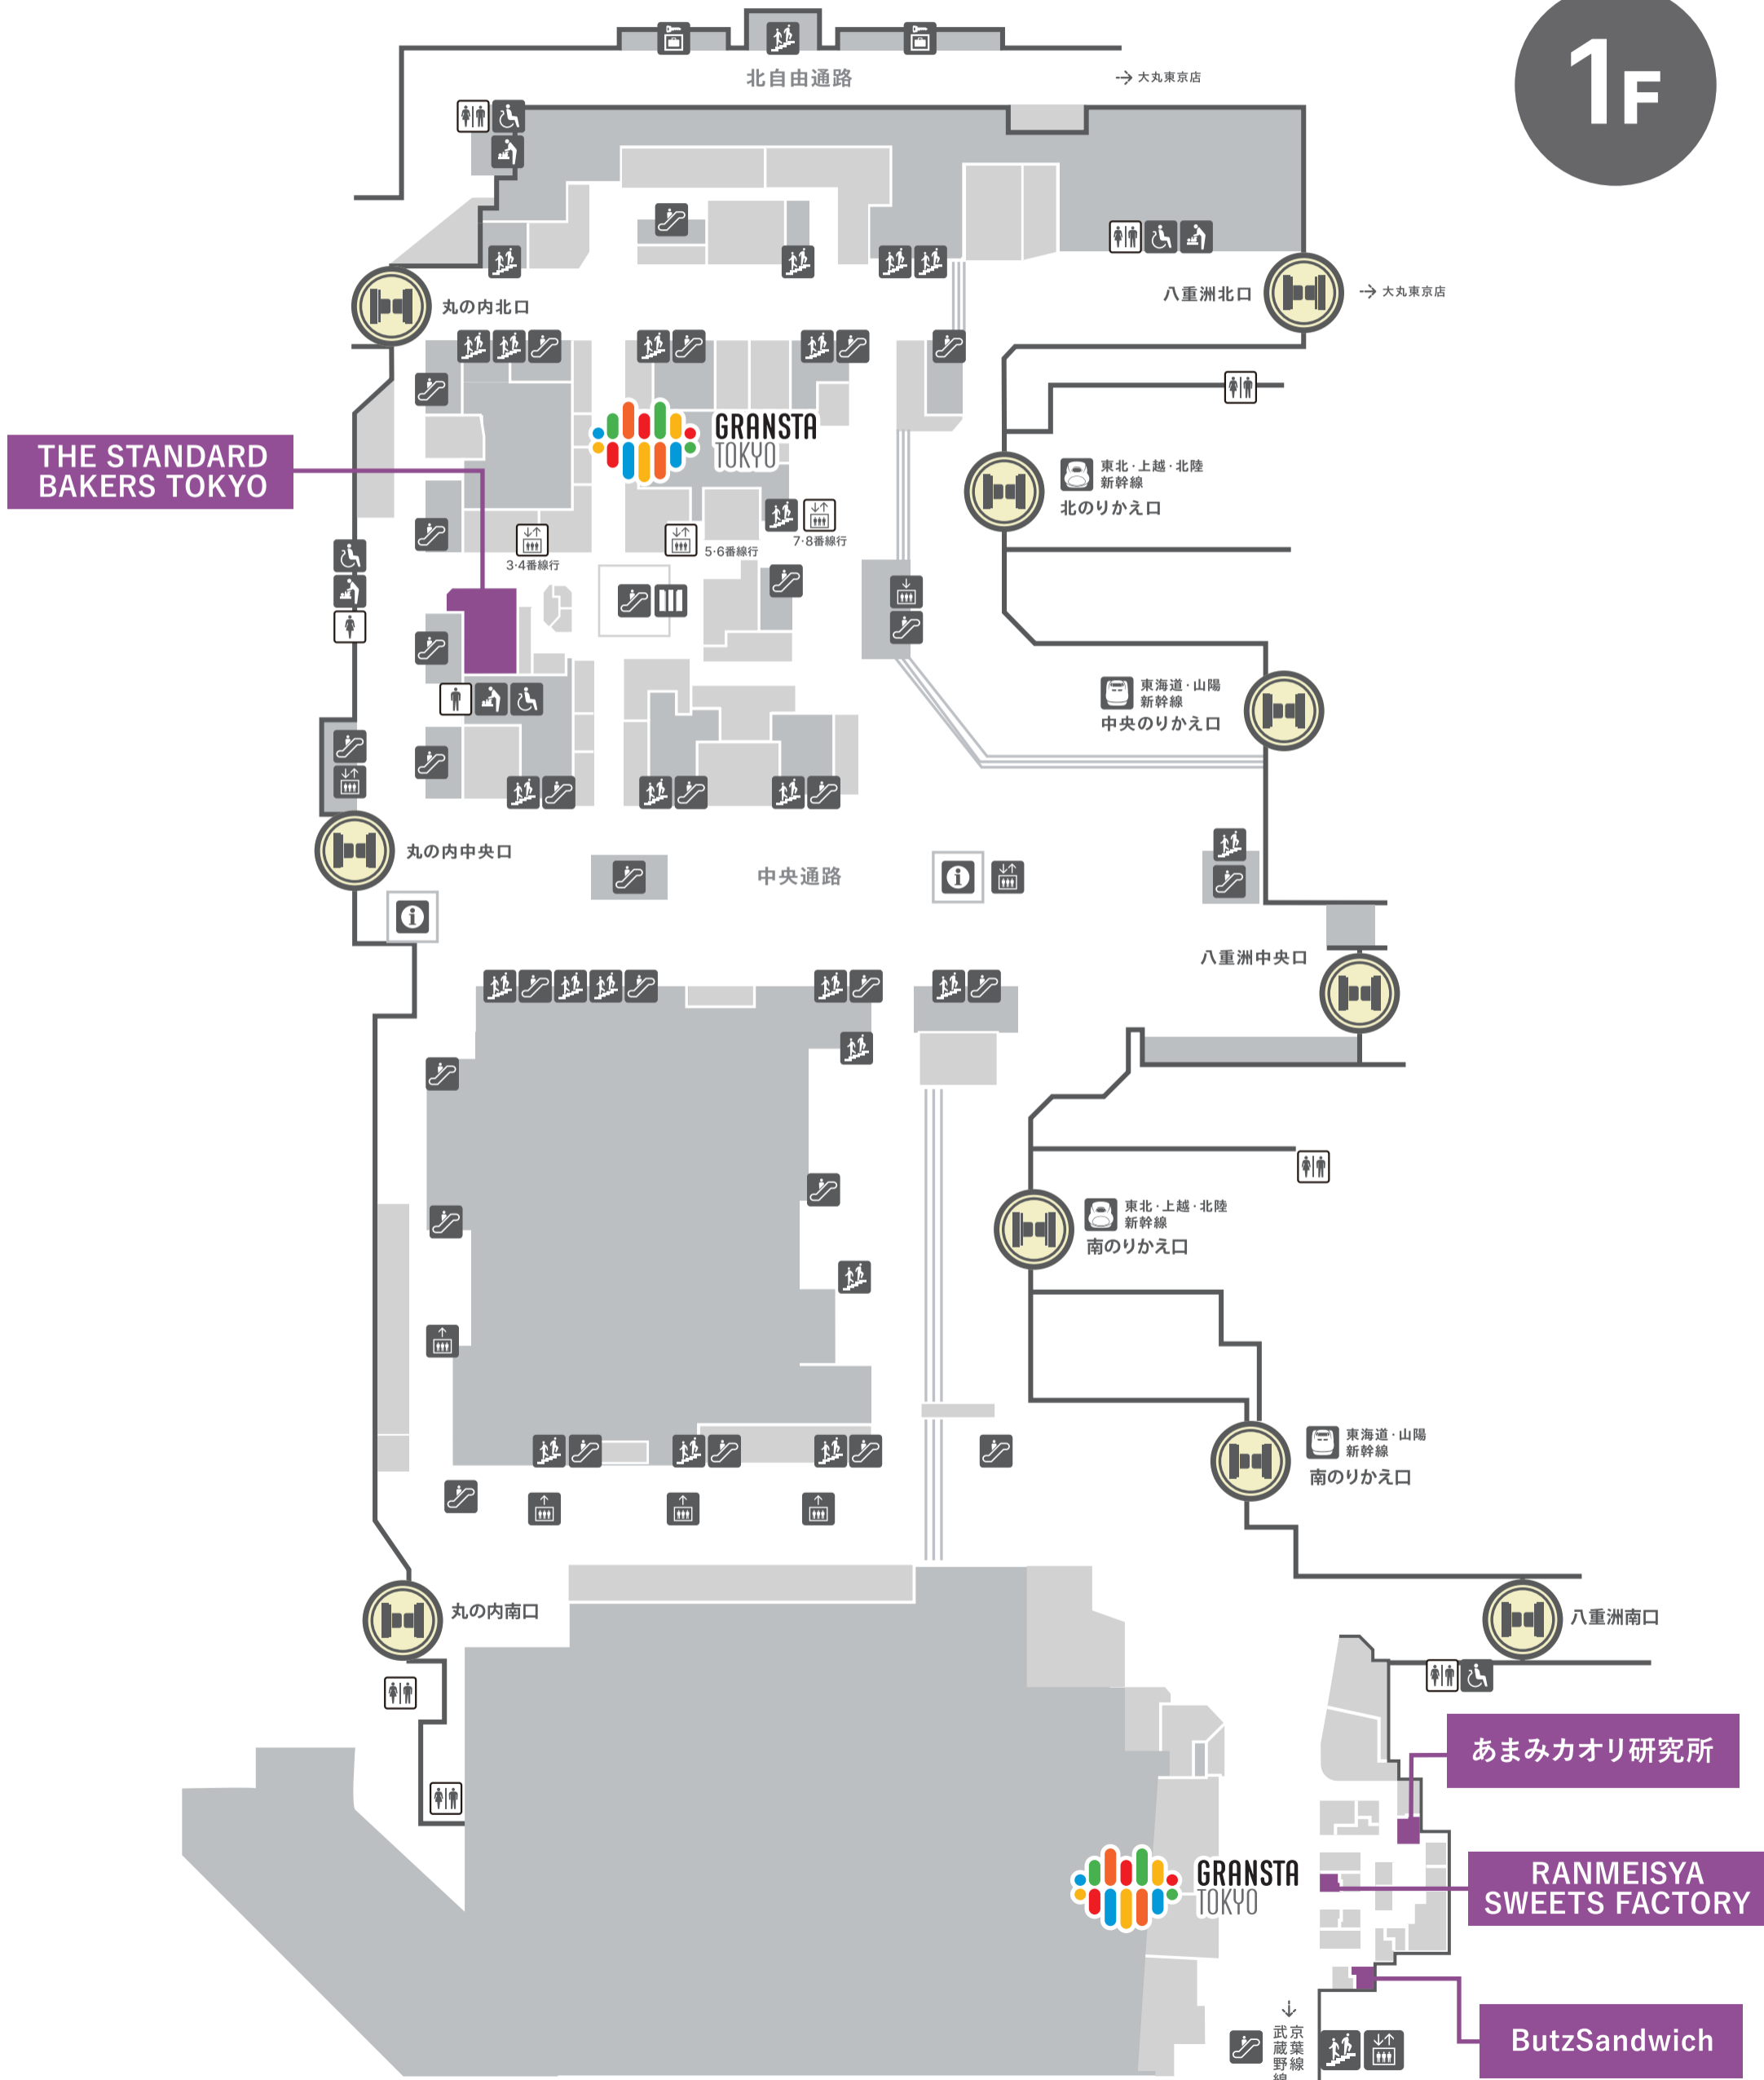 1F
北自由通路
大丸東京店
丸の内北口
八重洲北口
大丸東京店
GRANSTA
TOKYO
THE STANDARD
BAKERS TOKYO
東北・上越・北陸
新幹線
北のりかえ口
7・8番線行
5・6番線行
3・4番線行
東海道・山陽
新幹線
中央のりかえ口
丸の内中央口
中央通路
八重洲中央口
東北・上越・北陸
新幹線
南のりかえ口
東海道・山陽
新幹線
南のりかえ口
丸の内南口
八重洲南口
あまみカオリ研究所
GRANSTA
TOKYO
RANMEISYA
SWEETS FACTORY
ButzSandwich
京葉線
武蔵野線